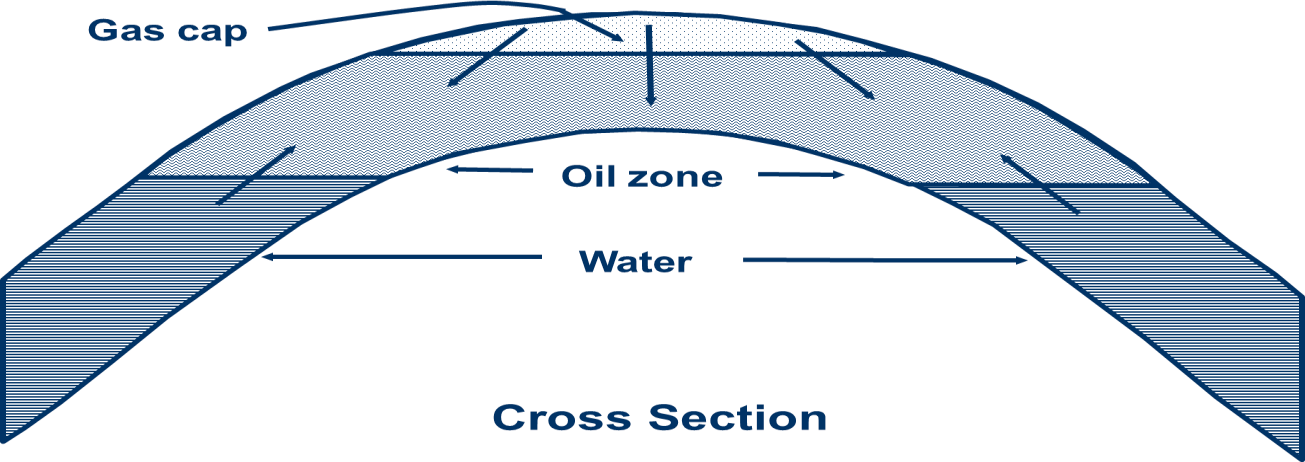 Gas cap
Oil zone
Water
Cross Section